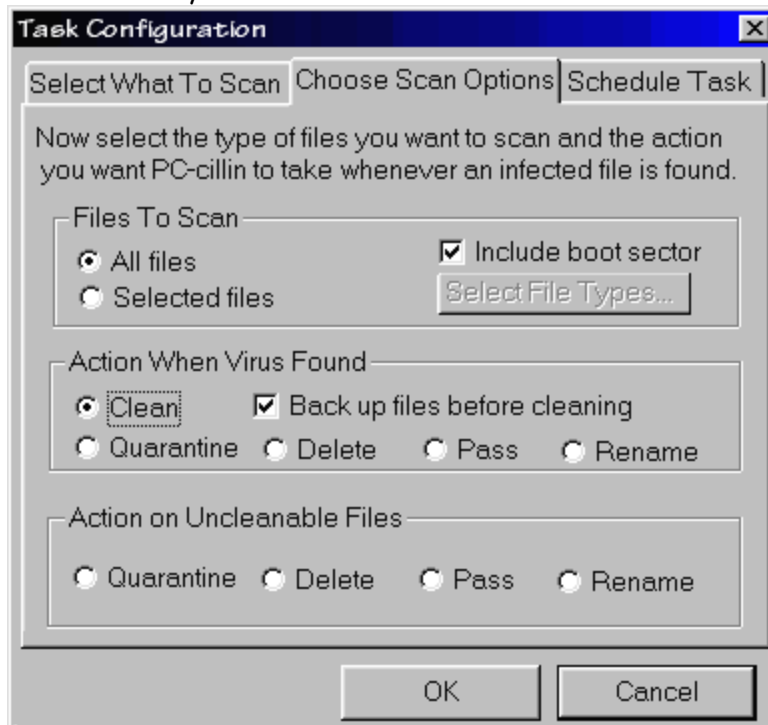 Task Configuration
Select What To Scan Choose Scan Options Schedule Task
Now select the type of files you want to scan and the action
you want PC-cillin to take whenever an infected file is found.
Files To Scan
All files Include boot sector
Selected files Select File Types...
Action When Virus Found
Clean Back up files before cleaning
Quarantine Delete Pass Rename
Action on Uncleanable Files
Quarantine Delete Pass Rename
OK Cancel